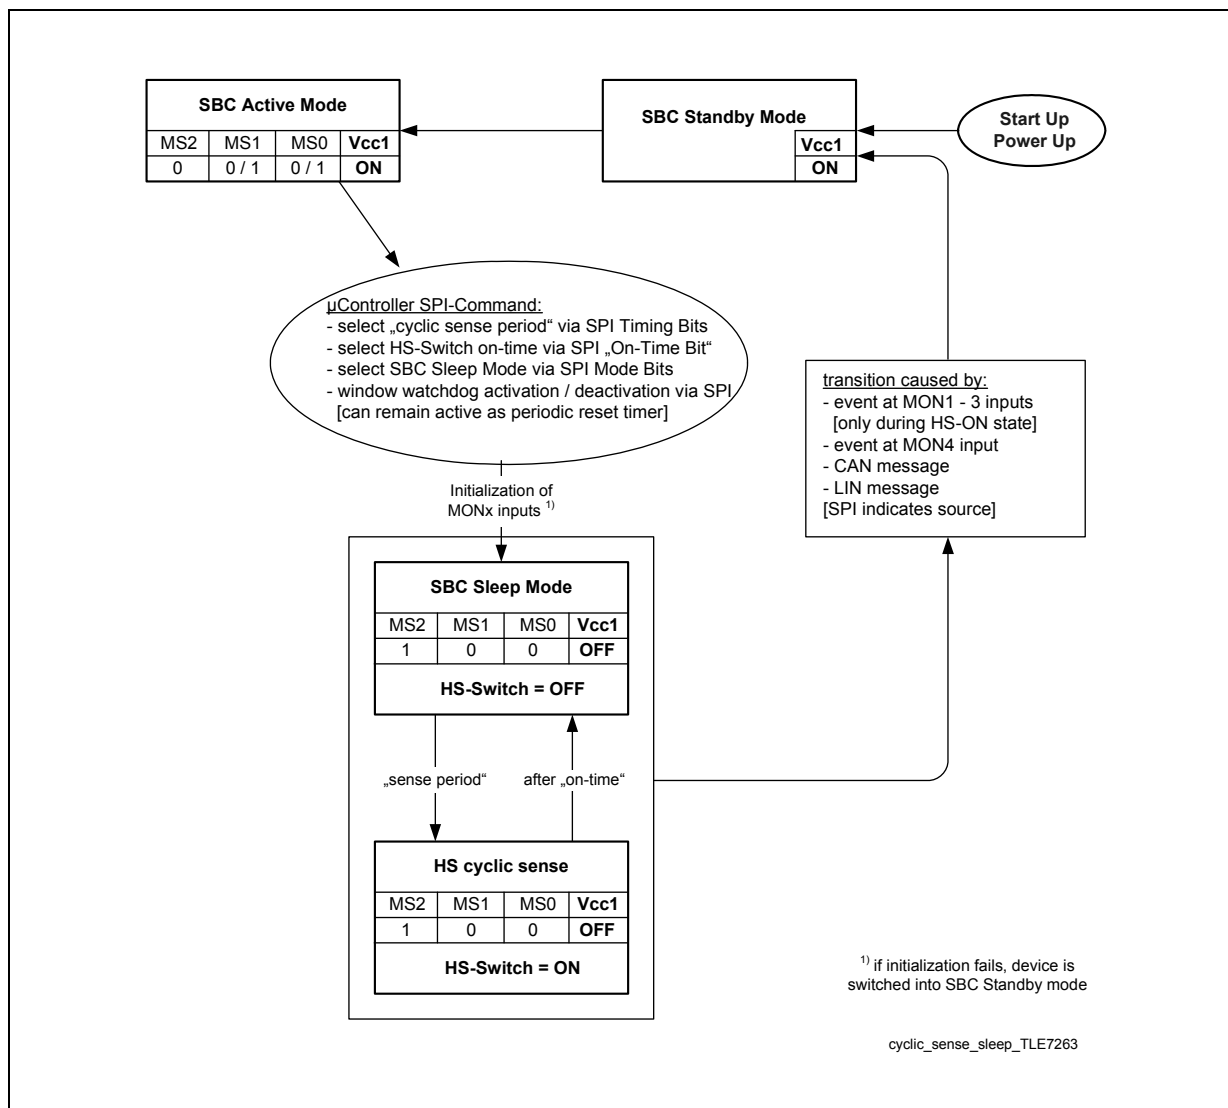 SBC Active Mode
MS2 MS1 MS0 Vcc1
0 0 / 1 0 / 1 ON
SBC Standby Mode
Vcc1
ON
Start Up
Power Up
µController SPI-Command:
- select „cyclic sense period“ via SPI Timing Bits
- select HS-Switch on-time via SPI „On-Time Bit“
- select SBC Sleep Mode via SPI Mode Bits
- window watchdog activation / deactivation via SPI
[can remain active as periodic reset timer]
transition caused by:
- event at MON1 - 3 inputs
[only during HS-ON state]
- event at MON4 input
- CAN message
- LIN message
[SPI indicates source]
Initialization of
MONx inputs 1)
SBC Sleep Mode
MS2 MS1 MS0 Vcc1
1 0 0 OFF
HS-Switch = OFF
„sense period“ after „on-time“
HS cyclic sense
MS2 MS1 MS0 Vcc1
1 0 0 OFF
HS-Switch = ON
1) if initialization fails, device is
switched into SBC Standby mode
cyclic_sense_sleep_TLE7263